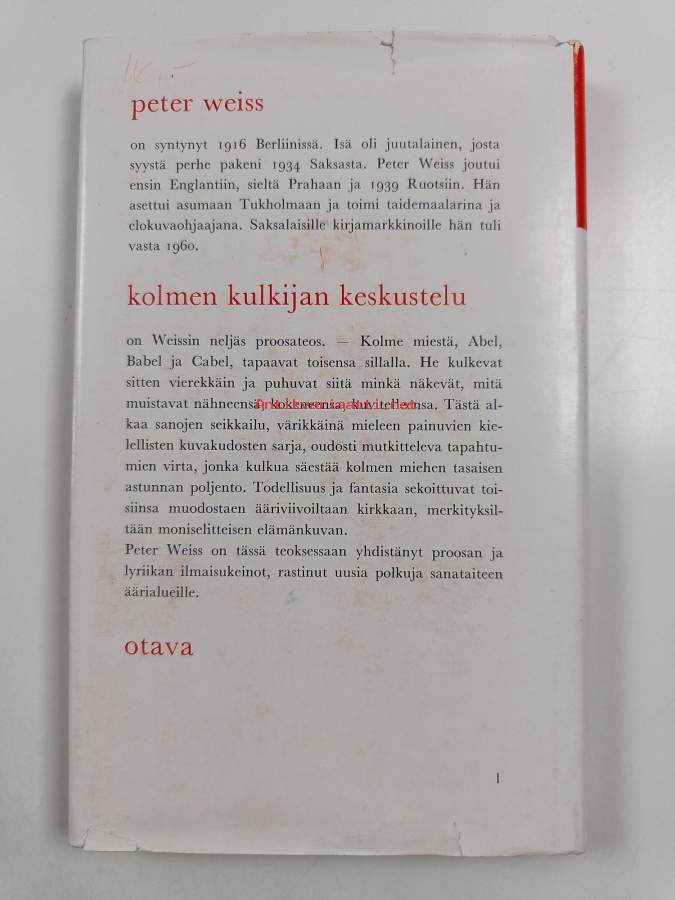 peter weiss
on syntynyt 1916 Berliinissä. Isä oli juutalainen, josta
syystä perhe pakeni 1934 Saksasta. Peter Weiss joutui
ensin Englantiin, sieltä Prahaan ja 1939 Ruotsiin. Hän
asettui asumaan Tukholmaan ja toimi taidemaalarina ja
elokuvaohjaajana. Saksalaisille kirjamarkkinoille hän tuli
vasta 1960.
kolmen kulkijan keskustelu
on Weissin neljäs proosateos. — Kolme miestä, Abel,
Babel ja Cabel, tapaavat toisensa sillalla. He kulkevat
sitten vierekkäin ja puhuvat siitä minkä näkevät, mitä
muistavat nähneensä, kokeneensa, kuvitelleensa. Tästä al-
kaa sanojen seikkailu, värikkäinä mieleen painuvien kie-
lellisten kuvakudosten sarja, oudosti mutkitteleva tapahtu-
mien virta, jonka kulkua säestää kolmen miehen tasaisen
astunnan poljento. Todellisuus ja fantasia sekoittuvat toi-
siinsa muodostaen ääriviivoiltaan kirkkaan, merkityksil-
tään moniselitteisen elämänkuvan.
Peter Weiss on tässä teoksessaan yhdistänyt proosan ja
lyriikan ilmaisukeinot, rastinut uusia polkuja sanataiteen
äärialueille.
otava
1